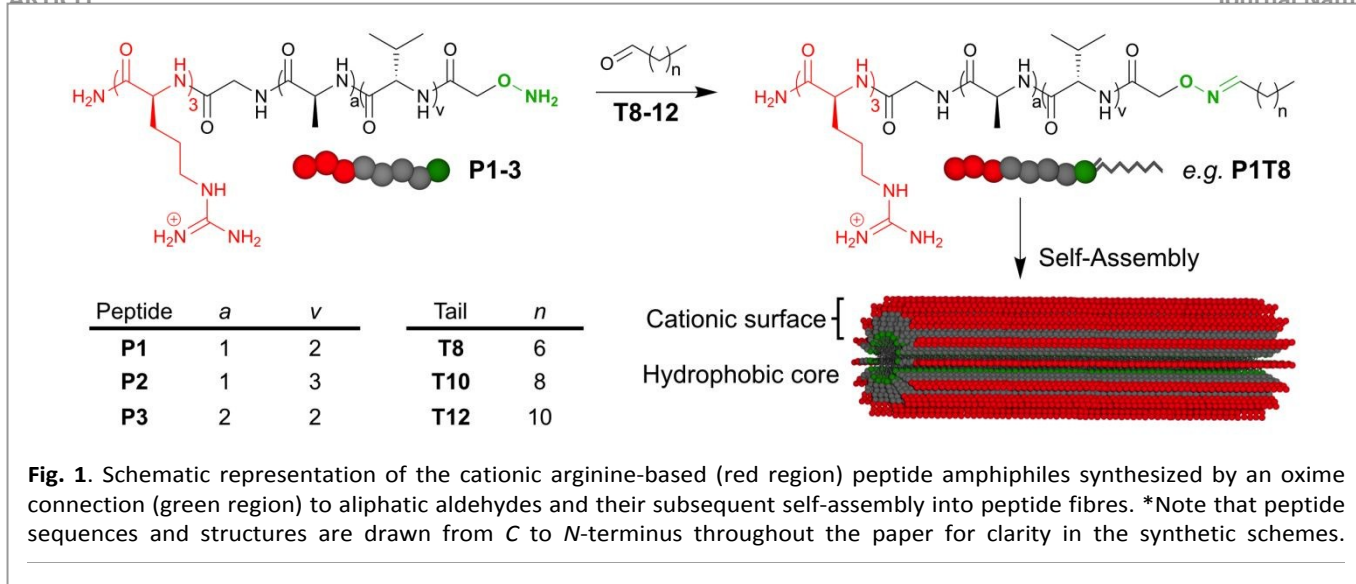 O
H
N
3
H2N
O
O
N
H
O
H
N
a
O
O
N
H
v
O
O
NH2
NH
H2N
NH2
P1-3
O
n
T8-12
O
H
N
3
H2N
O
O
N
H
O
H
N
a
O
N
H
v
O
O
N
n
NH
H2N
NH2
e.g. P1T8
Self-Assembly
Peptide a v
P1 1 2
P2 1 3
P3 2 2
Tail n
T8 6
T10 8
T12 10
Cationic surface
Hydrophobic core
Fig. 1. Schematic representation of the cationic arginine-based (red region) peptide amphiphiles synthesized by an oxime
connection (green region) to aliphatic aldehydes and their subsequent self-assembly into peptide fibres. *Note that peptide
sequences and structures are drawn from C to N-terminus throughout the paper for clarity in the synthetic schemes.